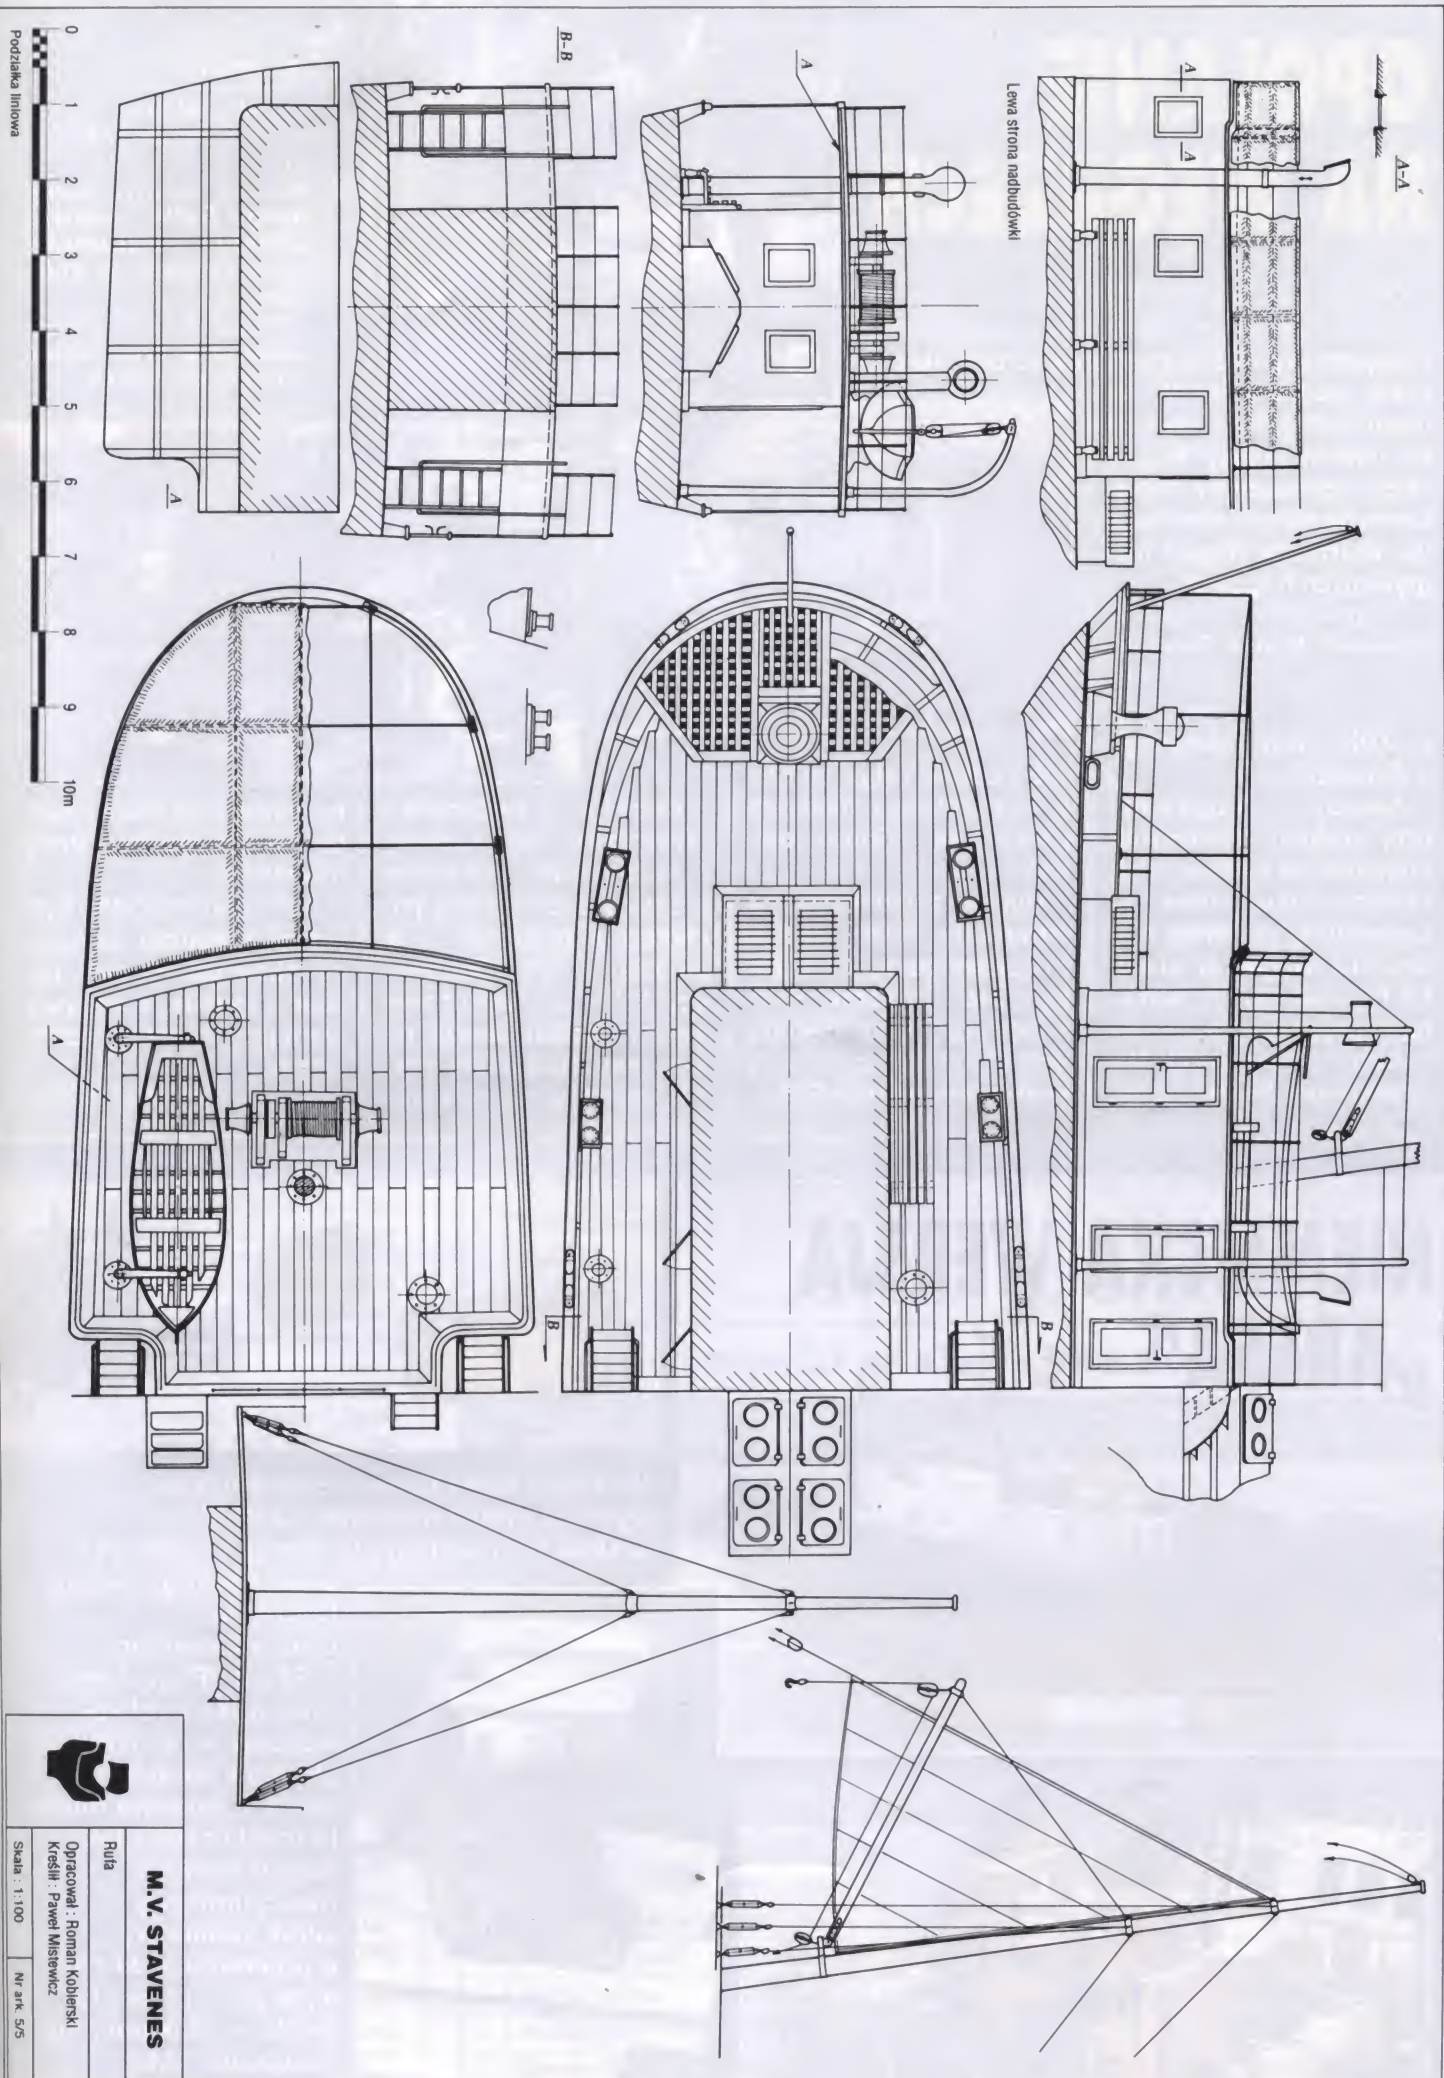 A-A
A
A
Lewa strona nadbudówki
A
B-B
A
0
1
2
3
4
5
6
7
8
9
10m
Podziałka liniowa
B
B
A
M.V. STAVENES
Rufa
Opracował : Roman Kobierski
Kreślił : Paweł Mistewicz
Skala : 1:100
Nr ark. 5/5